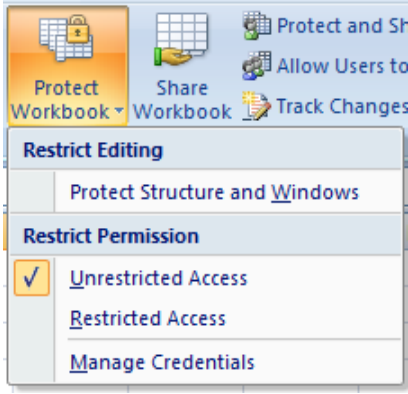 Protect and Sh
Allow Users to
Protect Workbook
Share Workbook
Track Changes
Restrict Editing
Protect Structure and Windows
Restrict Permission
Unrestricted Access
Restricted Access
Manage Credentials